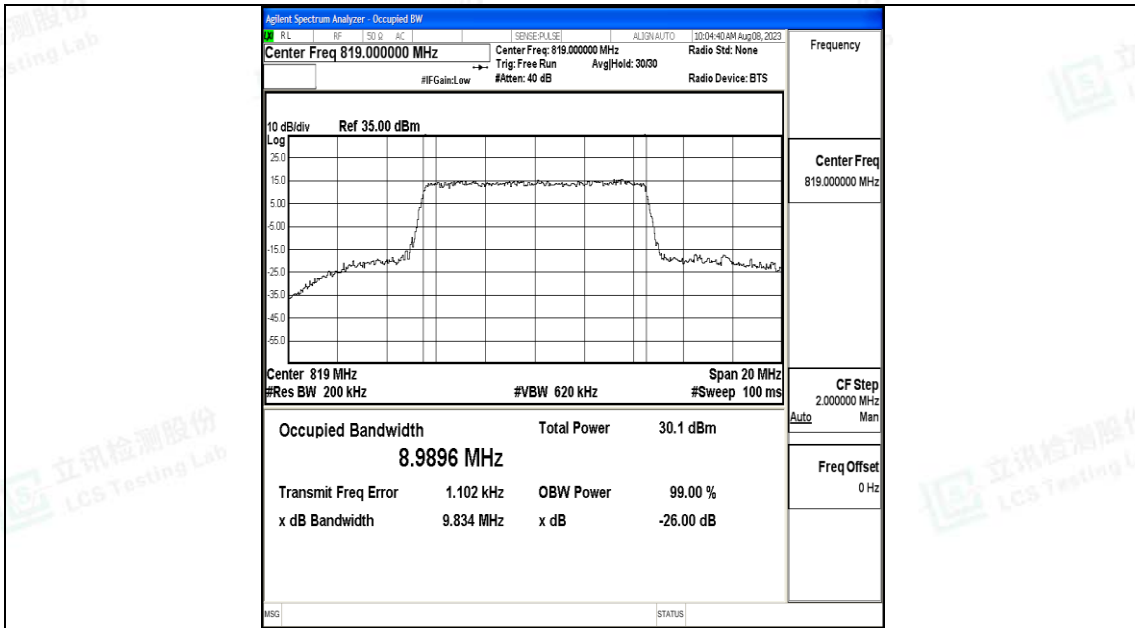 Agilent Spectrum Analyzer - Occupied BW
RL RF 50 Ω AC SENSE:PULSE ALIGN AUTO 10:04:40 AM Aug 08, 2023
Center Freq 819.000000 MHz
Center Freq: 819.000000 MHz
Radio Std: None
Trig: Free Run Avg|Hold: 30/30
#IFGain:Low
#Atten: 40 dB
Radio Device: BTS
Frequency
10 dB/div Ref 35.00 dBm
Log
25.0
15.0
5.00
-5.00
-15.0
-25.0
-35.0
-45.0
-55.0
Center Freq
819.000000 MHz
Center 819 MHz
Span 20 MHz
#Res BW 200 kHz
#VBW 620 kHz
#Sweep 100 ms
CF Step
2.000000 MHz
Auto Man
Occupied Bandwidth
8.9896 MHz
Total Power 30.1 dBm
Transmit Freq Error 1.102 kHz OBW Power 99.00 %
x dB Bandwidth 9.834 MHz x dB -26.00 dB
Freq Offset
0 Hz
MSG
STATUS
立讯检测股份
LCS Testing Lab
立讯检测股份
LCS Testing L